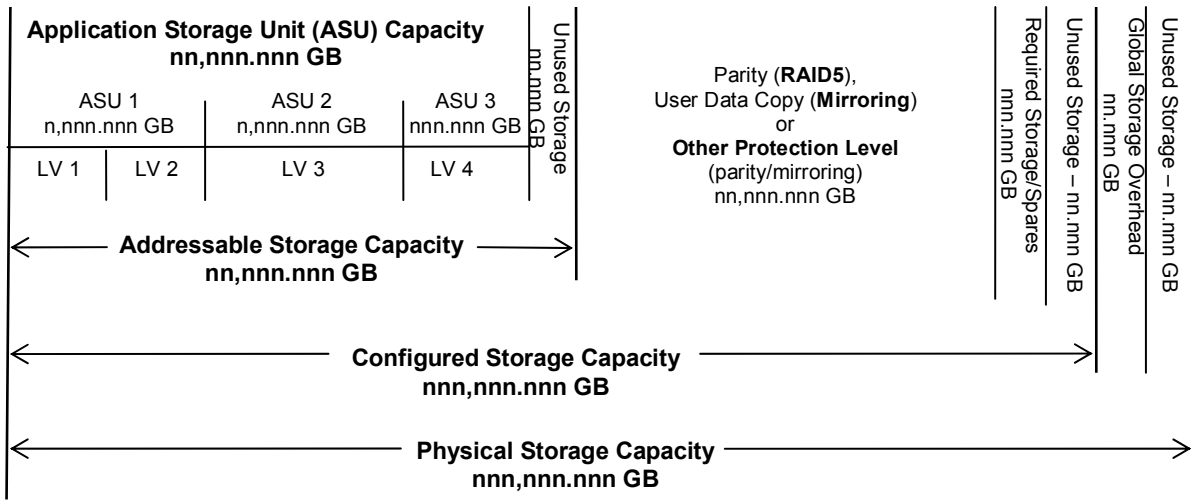 Application Storage Unit (ASU) Capacity
nn,nnn.nnn GB
ASU 1
n,nnn.nnn GB
ASU 2
n,nnn.nnn GB
ASU 3
nnn.nnn GB
LV 1
LV 2
LV 3
LV 4
Unused Storage
nn.nnn GB
Parity (RAID5),
User Data Copy (Mirroring)
or
Other Protection Level
(parity/mirroring)
nn,nnn.nnn GB
Required Storage/Spares
nnn.nnn GB
Unused Storage – nn.nnn GB
Global Storage Overhead
nn.nnn GB
Unused Storage – nn.nnn GB
Addressable Storage Capacity
nn,nnn.nnn GB
Configured Storage Capacity
nnn,nnn.nnn GB
Physical Storage Capacity
nnn,nnn.nnn GB